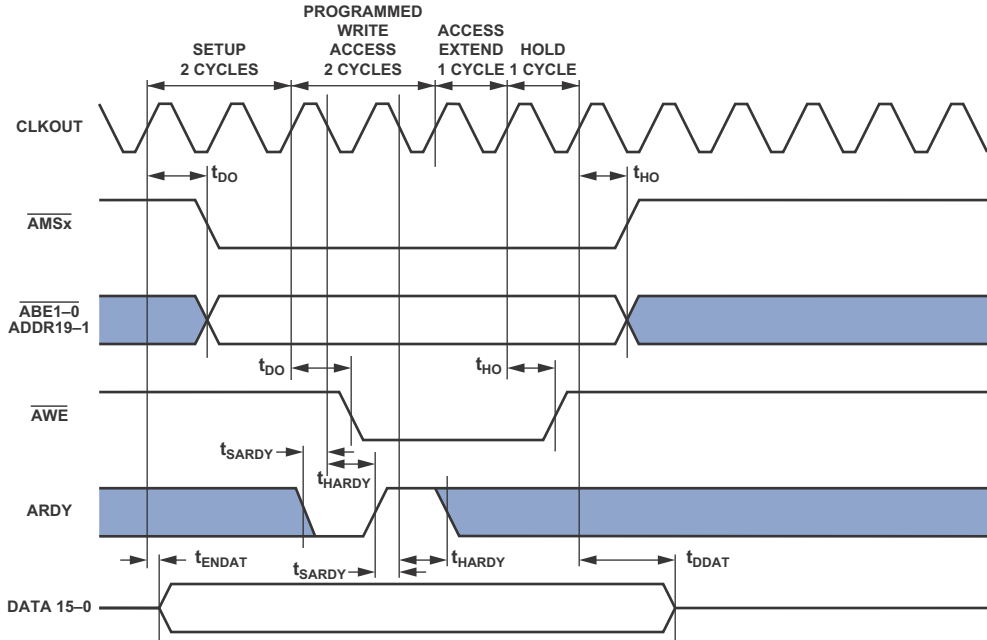 SETUP
2 CYCLES
PROGRAMMED
WRITE
ACCESS
2 CYCLES
ACCESS
EXTEND
1 CYCLE
HOLD
1 CYCLE
CLKOUT
tDO
tHO
AMSx
ABE1–0
ADDR19–1
tDO
tHO
AWE
tSARDY
tHARDY
ARDY
tENDAT
tSARDY
tHARDY
tDDAT
DATA 15–0